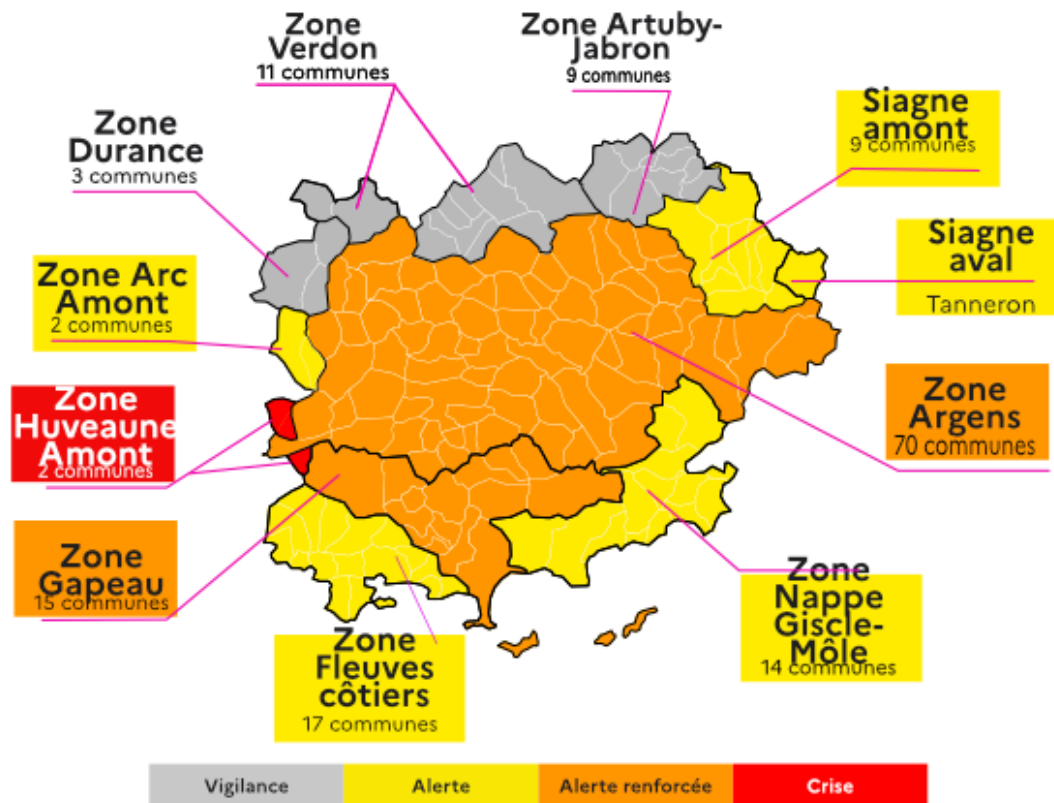 Zone
Verdon
11 communes
Zone Artuby-
Jabron
9 communes
Siagne
amont
9 communes
Zone
Durance
3 communes
Siagne
aval
Tanneron
Zone Arc
Amont
2 communes
Zone
Argens
70 communes
Zone
Huveaune
Amont
2 communes
Zone
Gapeau
15 communes
Zone
Nappe
Giscle-
Môle
14 communes
Zone
Fleuves
côtiers
17 communes
Vigilance
Alerte
Alerte renforcée
Crise